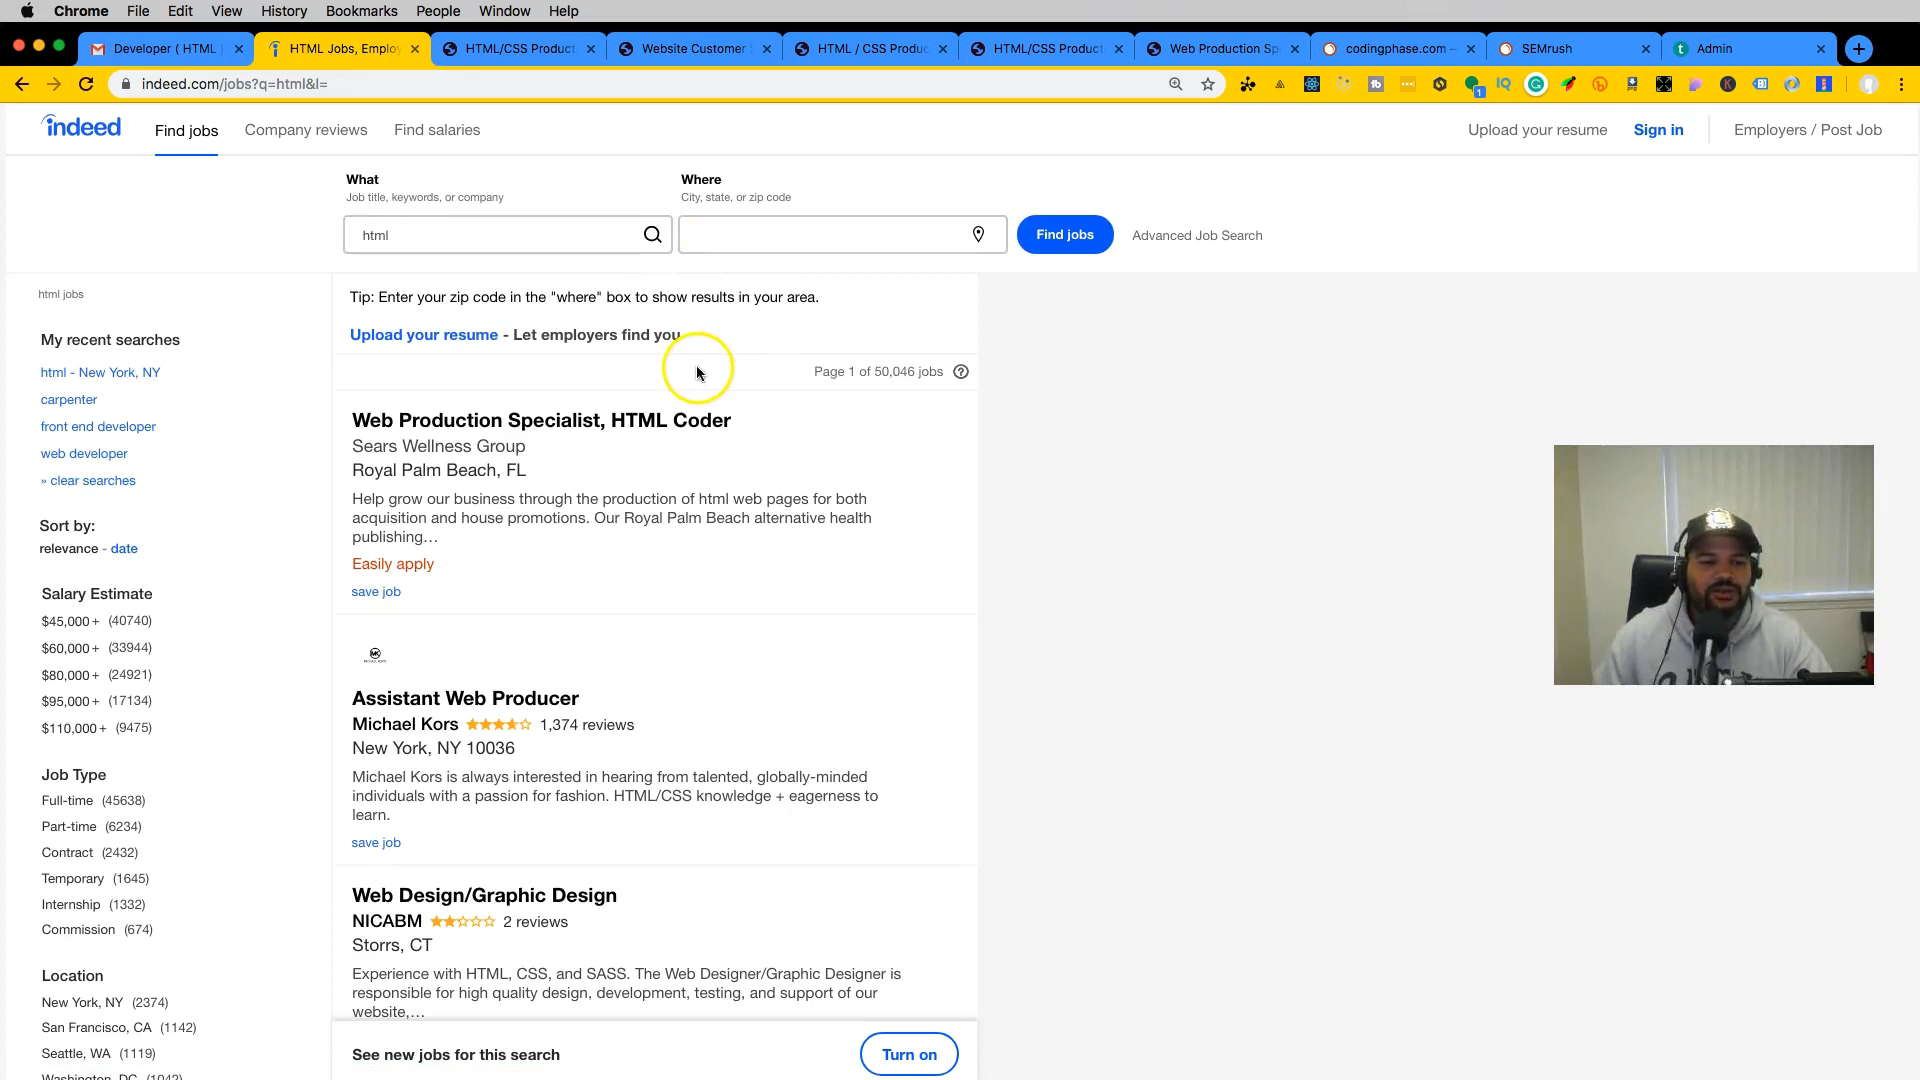 Chrome File Edit View History Bookmarks People Window Help
Developer ( HTML ) HTML Jobs, Employ HTML/CSS Product Website Customer S HTML / CSS Produc HTML/CSS Product Web Production Sp codingphase.com – SEMrush Admin
indeed.com/jobs?q=html&l=
indeed Find jobs Company reviews Find salaries Upload your resume Sign in Employers / Post Job
What Where
Job title, keywords, or company City, state, or zip code
html Find jobs Advanced Job Search
html jobs
My recent searches
html - New York, NY
carpenter
front end developer
web developer
» clear searches
Sort by:
relevance - date
Salary Estimate
$45,000+ (40740)
$60,000+ (33944)
$80,000+ (24921)
$95,000+ (17134)
$110,000+ (9475)
Job Type
Full-time (45638)
Part-time (6234)
Contract (2432)
Temporary (1645)
Internship (1332)
Commission (674)
Location
New York, NY (2374)
San Francisco, CA (1142)
Seattle, WA (1119)
Washington, DC (1042)
Tip: Enter your zip code in the "where" box to show results in your area.
Upload your resume - Let employers find you
Page 1 of 50,046 jobs
Web Production Specialist, HTML Coder
Sears Wellness Group
Royal Palm Beach, FL
Help grow our business through the production of html web pages for both
acquisition and house promotions. Our Royal Palm Beach alternative health
publishing…
Easily apply
save job
Assistant Web Producer
Michael Kors 1,374 reviews
New York, NY 10036
Michael Kors is always interested in hearing from talented, globally-minded
individuals with a passion for fashion. HTML/CSS knowledge + eagerness to
learn.
save job
Web Design/Graphic Design
NICABM 2 reviews
Storrs, CT
Experience with HTML, CSS, and SASS. The Web Designer/Graphic Designer is
responsible for high quality design, development, testing, and support of our
website,…
See new jobs for this search Turn on